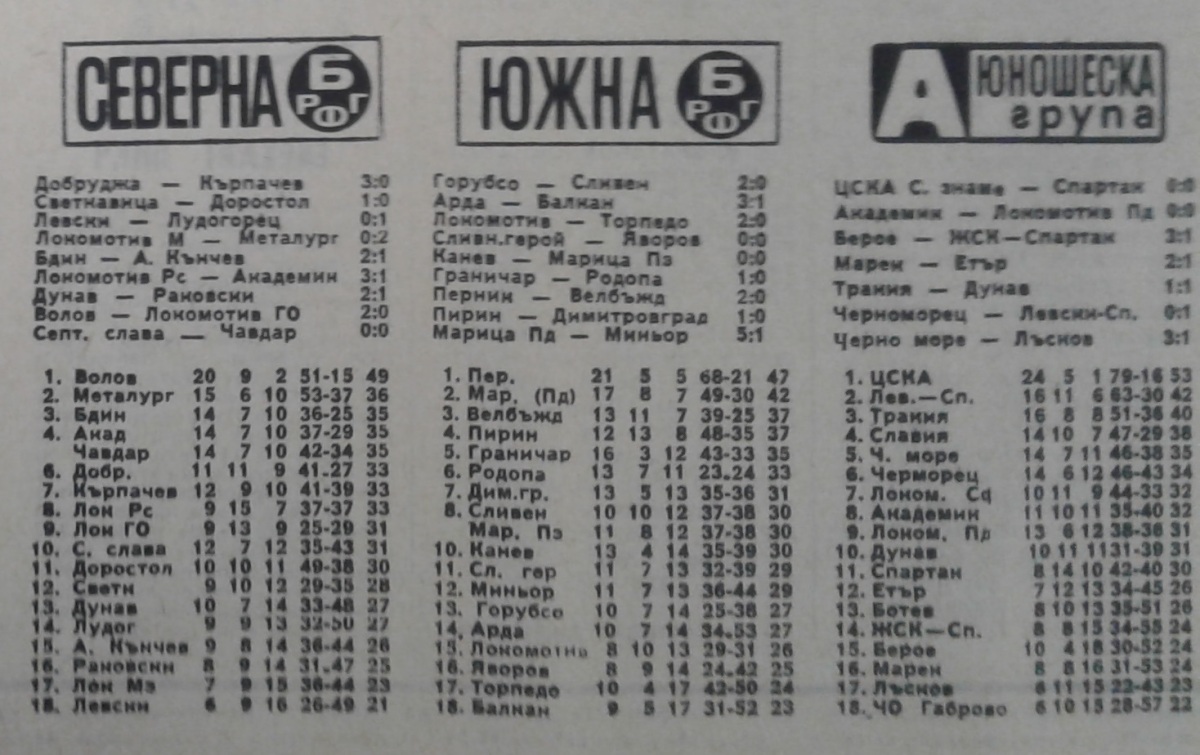 СЕВЕРНА Б РФГ
Добруджа — Кърпачев 3:0
Светкавица — Доростол 1:0
Левски — Лудогорец 0:1
Локомотив М — Металург 0:2
Бдин — А. Кънчев 2:1
Локомотив Рс — Академик 3:1
Дунав — Раковски 2:1
Волов — Локомотив ГО 2:0
Септ. слава — Чавдар 0:0
1. Волов 20 9 2 51-15 49
2. Металург 15 6 10 53-37 36
3. Бдин 14 7 10 36-25 35
4. Акад 14 7 10 37-29 35
Чавдар 14 7 10 42-34 35
6. Добр. 11 11 9 41.27 33
7. Кърпачев 12 9 10 41-39 33
8. Лок Рс 9 15 7 37-37 33
9. Лок ГО 9 13 9 25-29 31
10. С. слава 12 7 12 35-43 31
11. Доростол 10 10 11 49-38 30
12. Светк 9 10 12 29-35 28
13. Дунав 10 7 14 33-48 27
14. Лудог 9 9 13 32-50 27
15. А. Кънчев 9 8 14 36-44 26
16. Раковски 8 9 14 31.47 25
17. Лок Мз 7 9 15 36-44 23
18. Левски 6 9 16 26-49 21
ЮЖНА Б РФГ
Горубсо — Сливен 2:0
Арда — Балкан 3:1
Локомотив — Торпедо 2:0
Сливн.герой — Яворов 0:0
Канев — Марица Пз 0:0
Граничар — Родопа 1:0
Перник — Велбъжд 2:0
Пирин — Димитровград 1:0
Марица Пд — Миньор 5:1
1. Пер. 21 5 5 68-21 47
2. Мар. (Пд) 17 8 7 49-30 42
3. Велбъжд 13 11 7 39-25 37
4. Пирин 12 13 8 48-35 37
5. Граничар 16 3 12 43-33 35
6. Родопа 13 7 11 23.24 33
7. Дим.гр. 13 5 13 35-36 31
8. Сливен 10 10 12 37-38 30
Мар. Пз 11 8 12 37-38 30
10. Канев 13 4 14 35-39 30
11. Сл. гер 11 7 13 32-39 29
12. Миньор 11 7 13 36-44 29
13. Горубсо 10 7 14 25-38 27
14. Арда 10 7 14 34.53 27
15. Локомотив 8 10 13 29-31 26
16. Яворов 8 9 14 24-42 25
17. Торпедо 10 4 17 42-50 24
18. Балкан 9 5 17 31-52 23
А ЮНОШЕСКА
група
ЦСКА С. знаме — Спартак 0:0
Академик — Локомотив Пд 0:0
Берое — ЖСК—Спартак 3:1
Марек — Етър 2:1
Тракия — Дунав 1:1
Черноморец — Левски-Сп. 0:1
Черно море — Лъсков 3:1
1. ЦСКА 24 5 1 79-16 53
2. Лев.—Сп. 16 11 6 63-30 42
3. Тракия 16 8 8 51-36 40
4. Славия 14 10 7 47-29 38
5. Ч. море 14 7 11 46-38 35
6. Черморец 14 6 12 46-43 34
7. Локом. Сф 10 11 9 44-33 32
8. Академик 11 10 11 35-40 32
9. Локом. Пд 13 6 12 38-36 31
10. Дунав 10 11 11 31-39 31
11. Спартак 8 14 10 42-40 30
12. Етър 7 12 13 34-45 26
13. Ботев 8 10 13 35-51 26
14. ЖСК—Сп. 8 8 15 34-55 24
15. Берое 10 4 18 30-52 24
16. Марек 8 8 16 31-53 24
17. Лъсков 6 11 15 22-43 23
18. ЧО Габрово 6 10 15 28-57 22